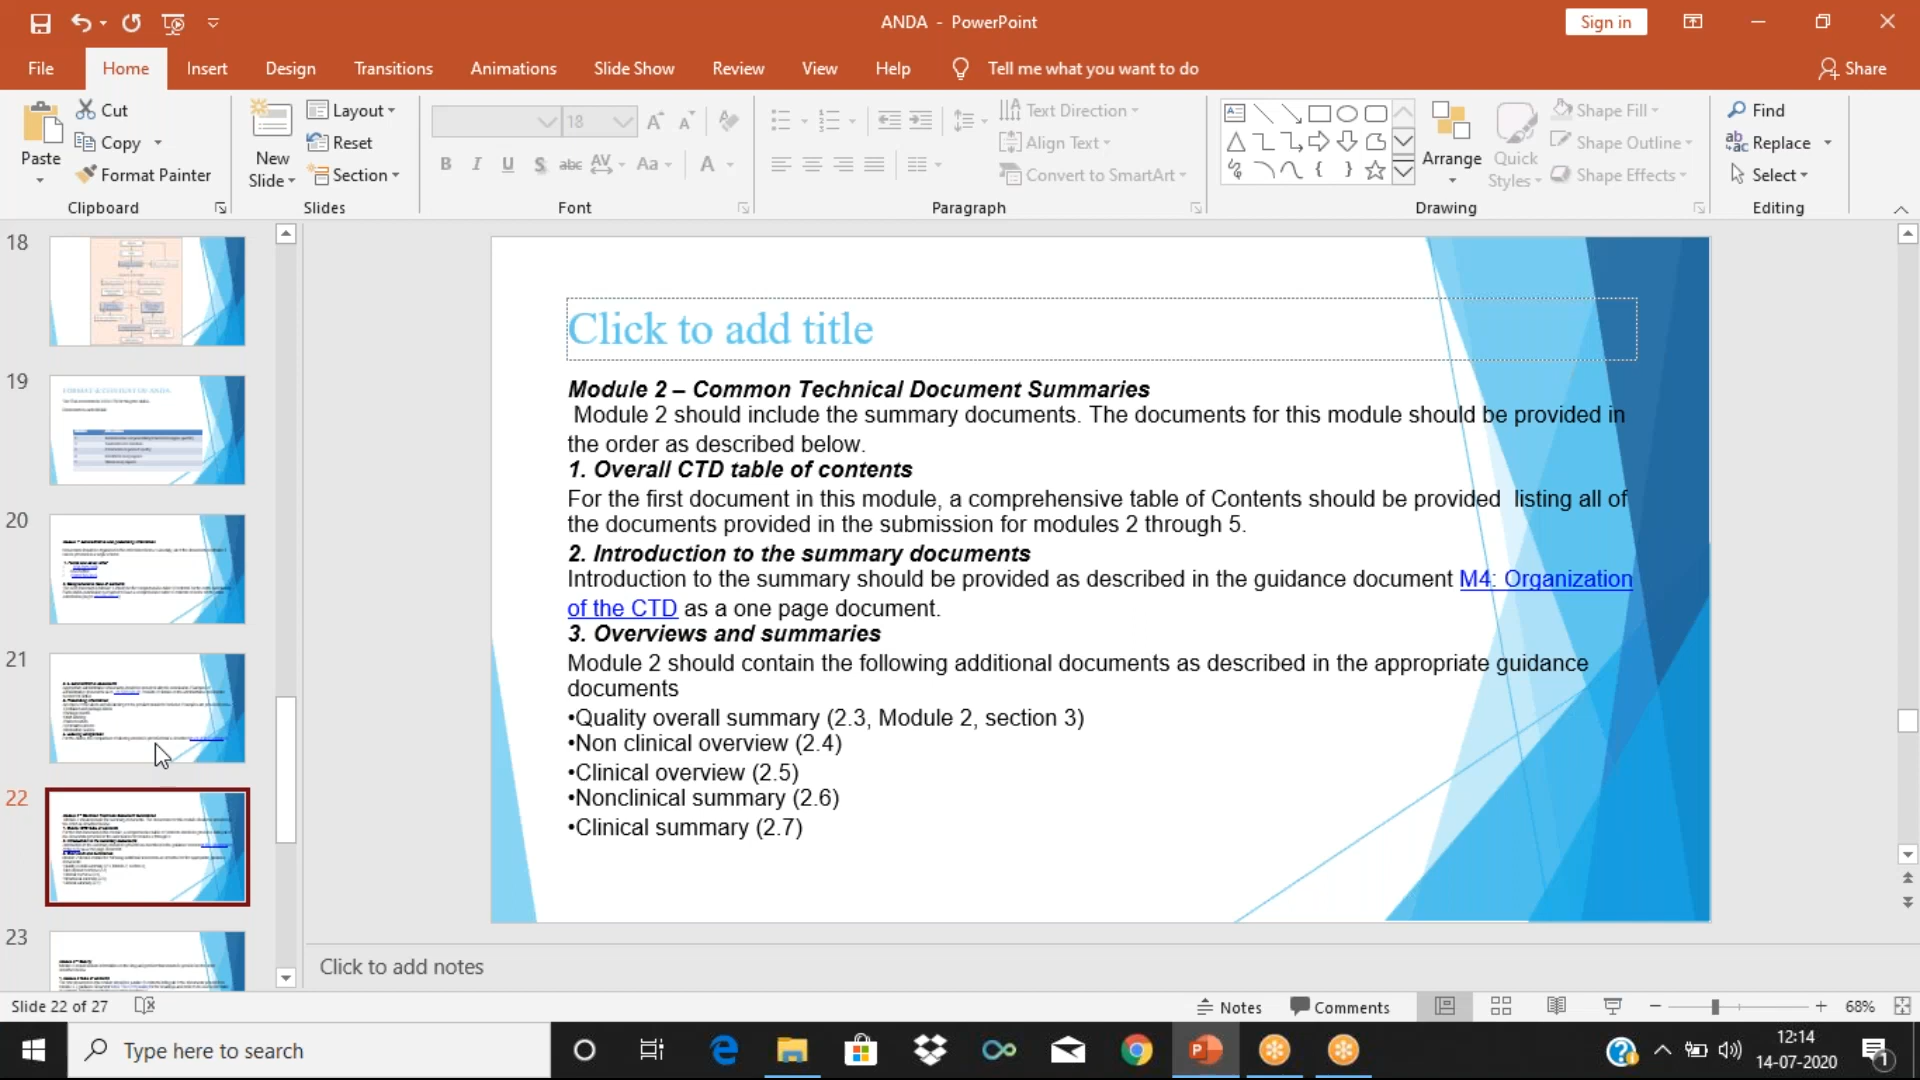 ANDA - PowerPoint
Sign in
File Home Insert Design Transitions Animations Slide Show Review View Help Tell me what you want to do Share
Paste
Cut
Copy
Format Painter
Clipboard
New
Slide
Layout
Reset
Section
Slides
18
B I U S abc AV Aa A
Font
Text Direction
Align Text
Convert to SmartArt
Paragraph
Arrange
Quick
Styles
Shape Fill
Shape Outline
Shape Effects
Drawing
Find
Replace
Select
Editing
18
19
20
21
22
23
Click to add title
Module 2 – Common Technical Document Summaries
Module 2 should include the summary documents. The documents for this module should be provided in
the order as described below.
1. Overall CTD table of contents
For the first document in this module, a comprehensive table of Contents should be provided listing all of
the documents provided in the submission for modules 2 through 5.
2. Introduction to the summary documents
Introduction to the summary should be provided as described in the guidance document M4: Organization
of the CTD as a one page document.
3. Overviews and summaries
Module 2 should contain the following additional documents as described in the appropriate guidance
documents
•Quality overall summary (2.3, Module 2, section 3)
•Non clinical overview (2.4)
•Clinical overview (2.5)
•Nonclinical summary (2.6)
•Clinical summary (2.7)
Click to add notes
Slide 22 of 27
Notes
Comments
68%
Type here to search
12:14
14-07-2020
1